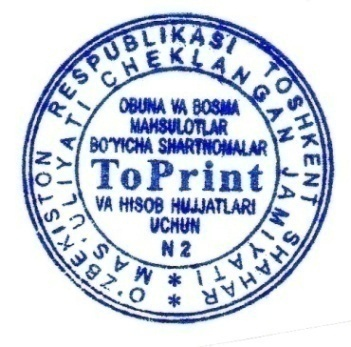 O'ZBEKISTON RESPUBLIKASI TOSHKENT SHAHAR
MAS'ULIYATI CHEKLANGAN JAMIYATI
OBUNA VA BOSMA
MAHSULOTLAR
BO'YICHA SHARTNOMALAR
ToPrint
VA HISOB HUJJATLARI
UCHUN
N 2